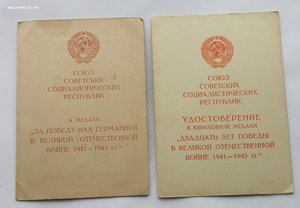 СОЮЗ
СОВЕТСКИХ
СОЦИАЛИСТИЧЕСКИХ
РЕСПУБЛИК
К МЕДАЛИ
„ЗА ПОБЕДУ НАД ГЕРМАНИЕЙ
В ВЕЛИКОЙ ОТЕЧЕСТВЕННОЙ
ВОЙНЕ 1941—1945 гг."
СОЮЗ
СОВЕТСКИХ
СОЦИАЛИСТИЧЕСКИХ
РЕСПУБЛИК
УДОСТОВЕРЕНИЕ
К ЮБИЛЕЙНОЙ МЕДАЛИ
„ДВАДЦАТЬ ЛЕТ ПОБЕДЫ
В ВЕЛИКОЙ ОТЕЧЕСТВЕННОЙ
ВОЙНЕ 1941—1945 гг."